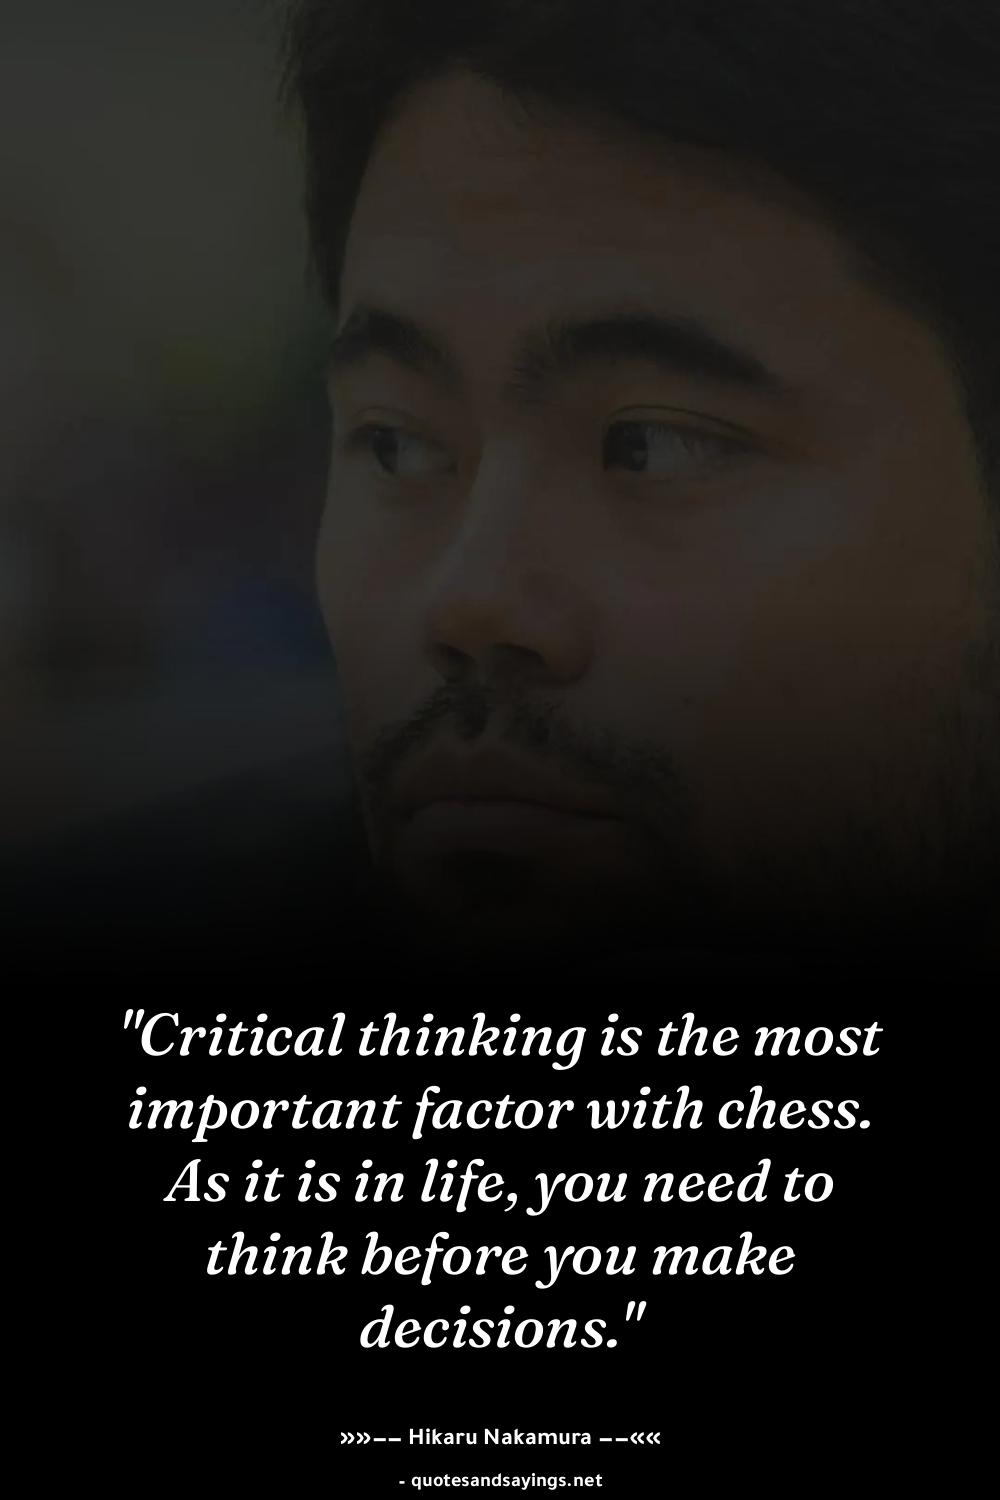 "Critical thinking is the most
important factor with chess.
As it is in life, you need to
think before you make
decisions."
»»–– Hikaru Nakamura ––««
- quotesandsayings.net